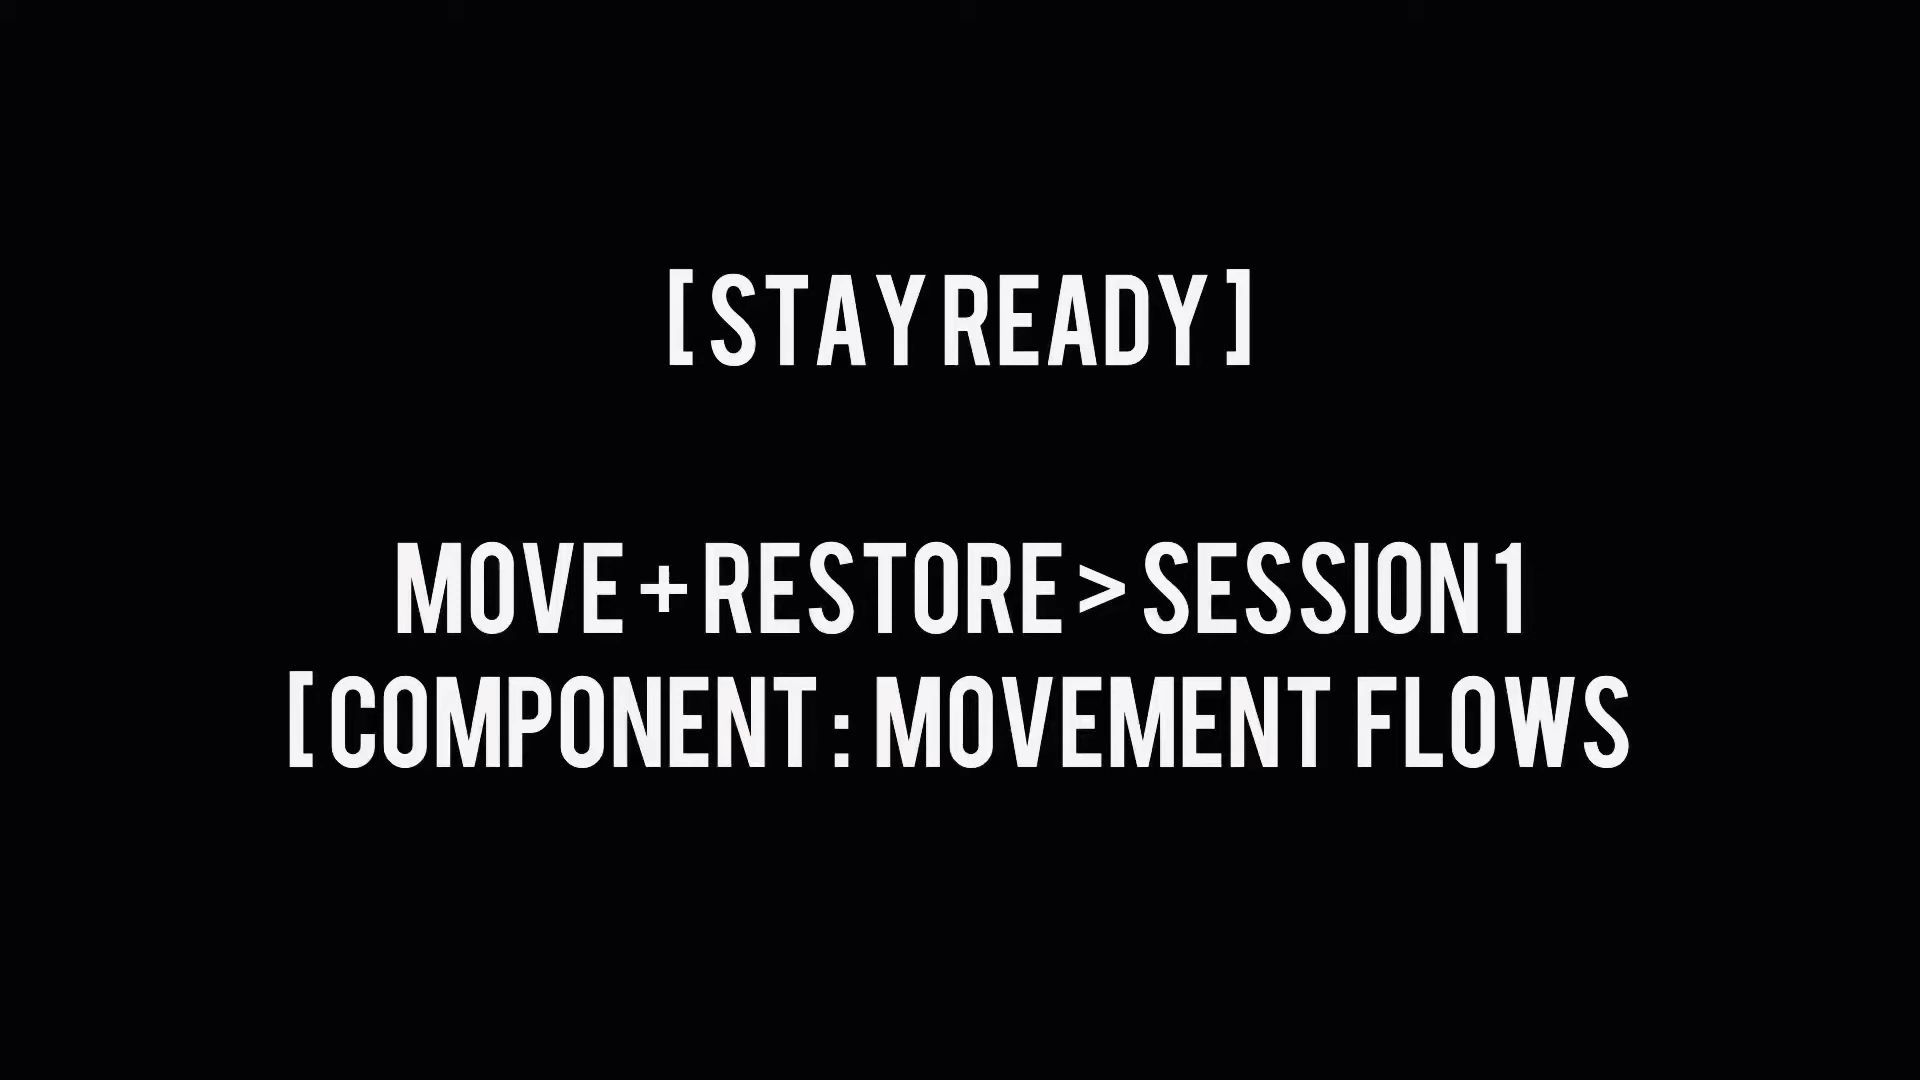 [ STAY READY ]
MOVE + RESTORE > SESSION 1
[ COMPONENT : MOVEMENT FLOWS